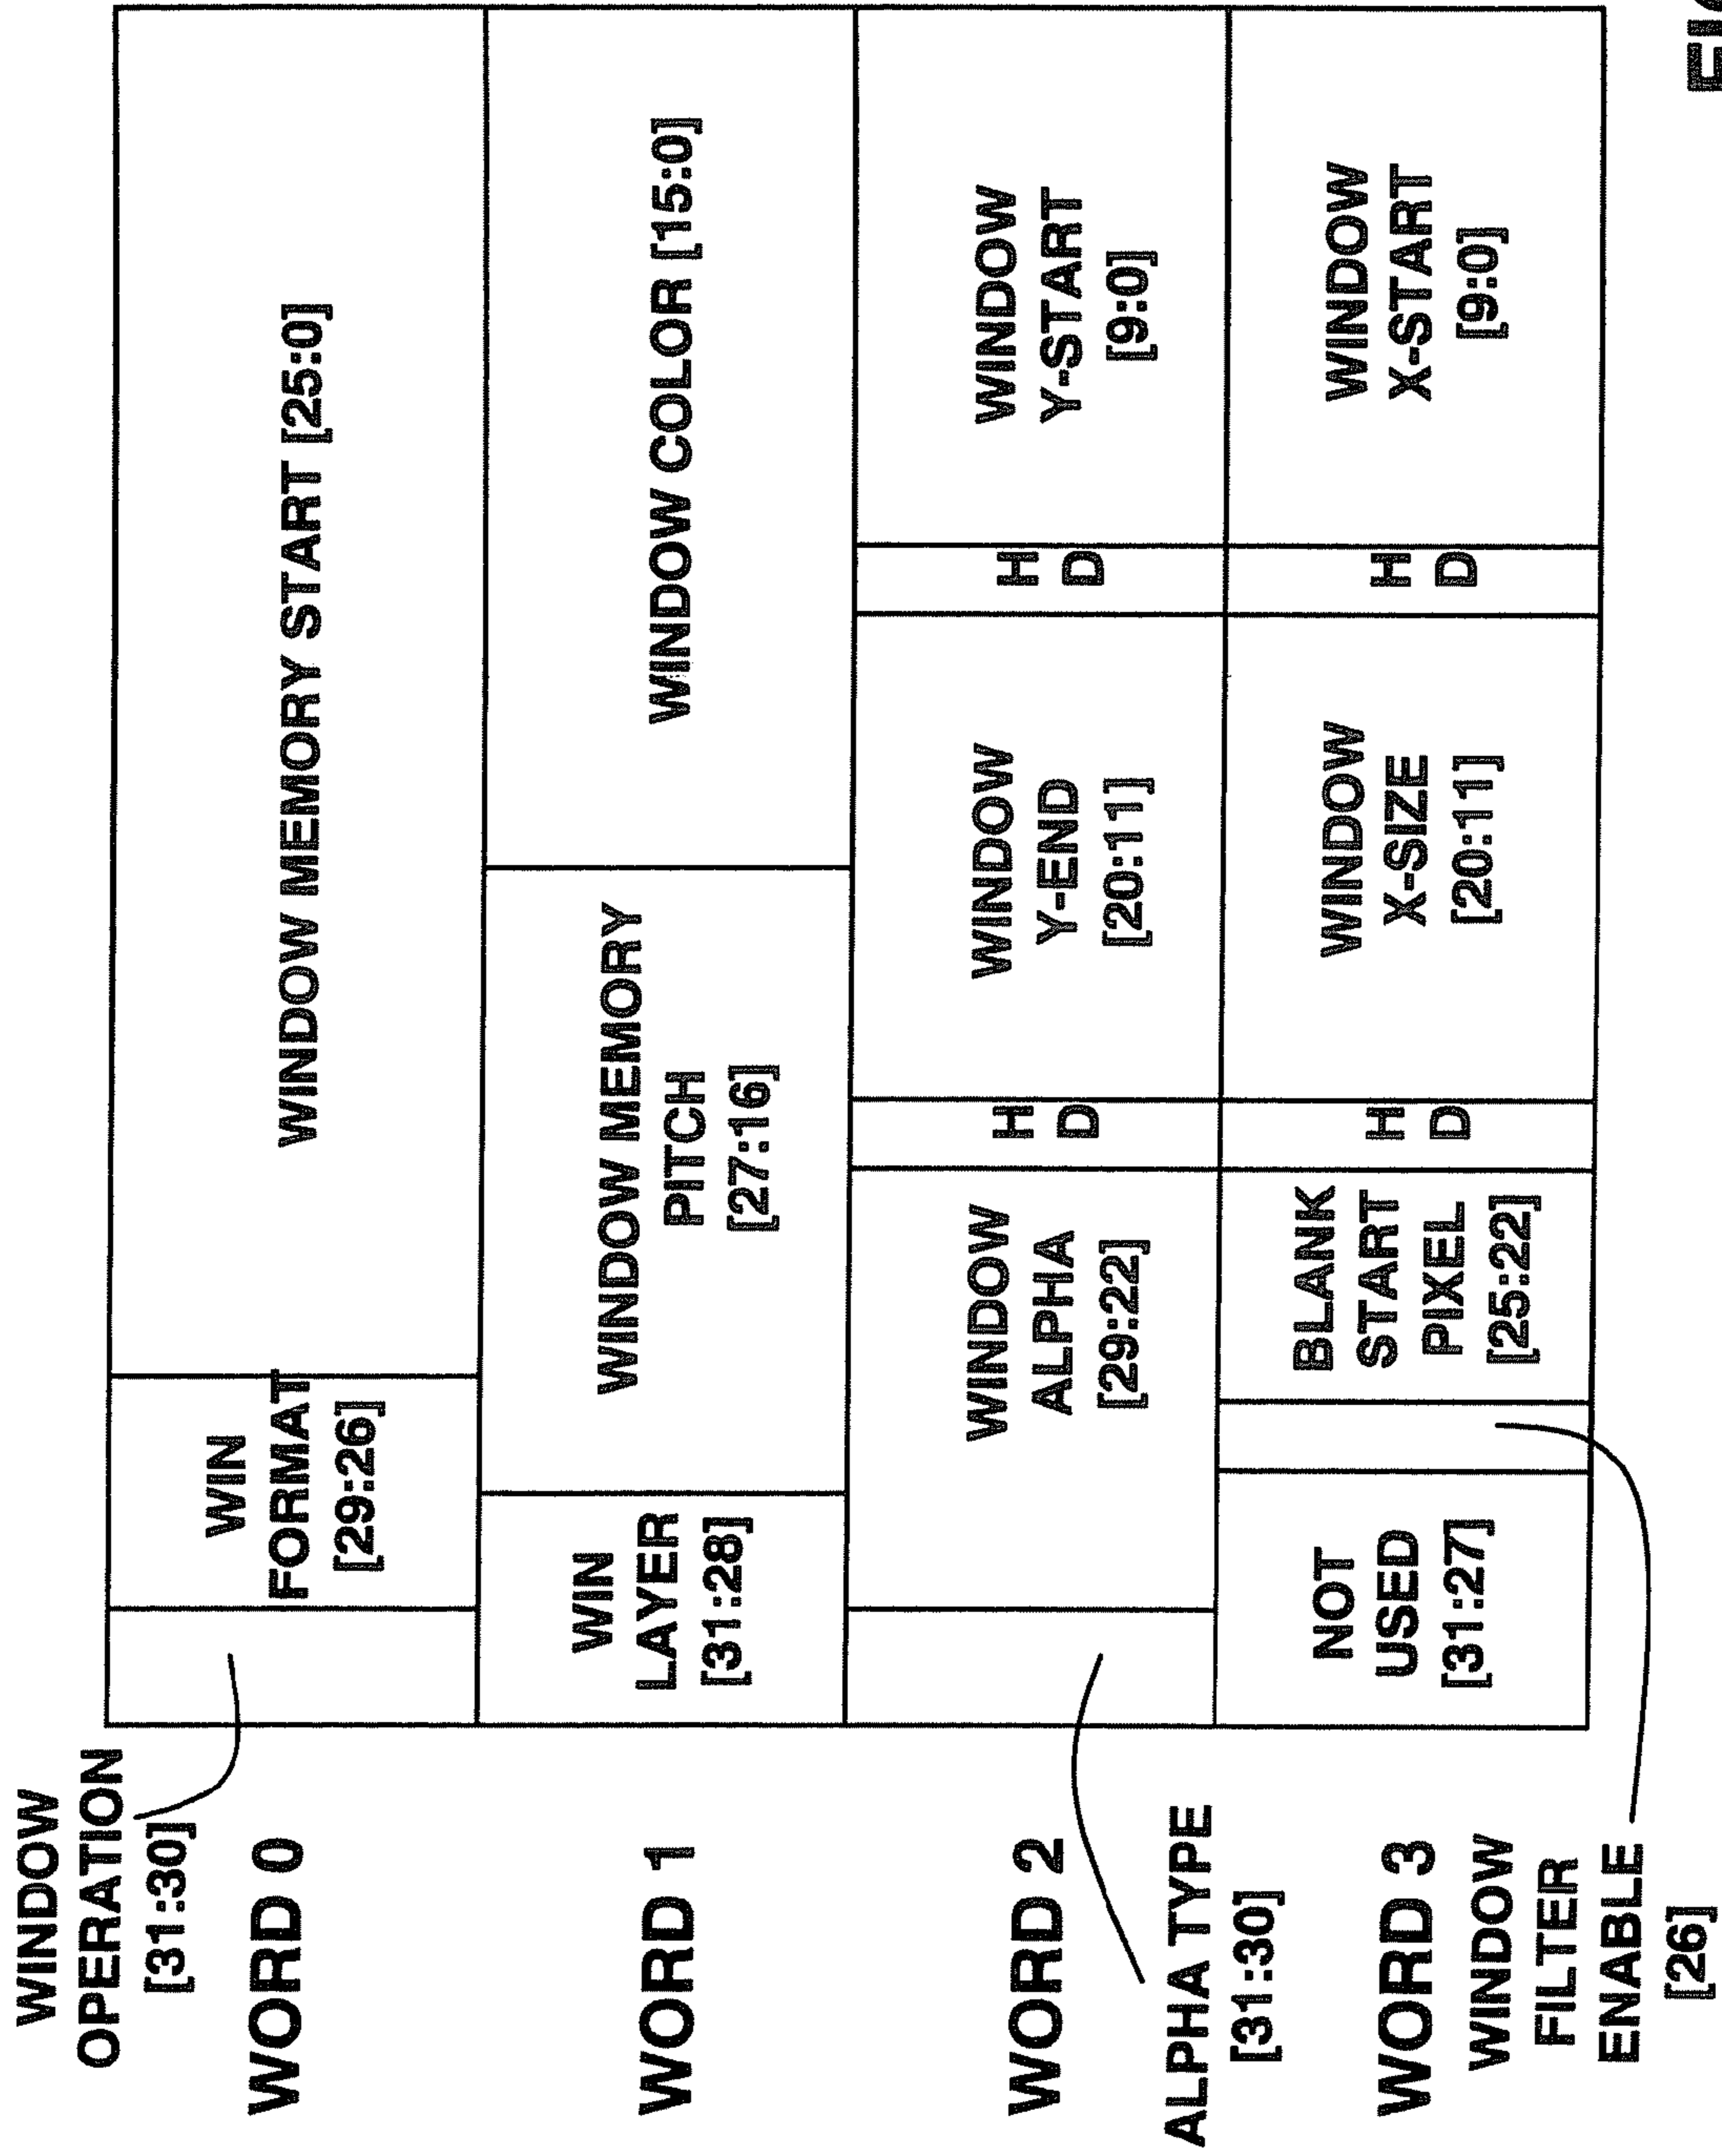 WINDOW
OPERATION
[31:30]
WORD 0
WIN
FORMAT
[29:26]
WINDOW MEMORY START [25:0]
WORD 1
WIN
LAYER
[31:28]
WINDOW MEMORY
PITCH
[27:16]
WINDOW COLOR [15:0]
WORD 2
ALPHA TYPE
[31:30]
WINDOW
ALPHA
[29:22]
H
D
WINDOW
Y-END
[20:11]
H
D
WINDOW
Y-START
[9:0]
WORD 3
WINDOW
FILTER
ENABLE
[26]
NOT
USED
[31:27]
BLANK
START
PIXEL
[25:22]
H
D
WINDOW
X-SIZE
[20:11]
H
D
WINDOW
X-START
[9:0]